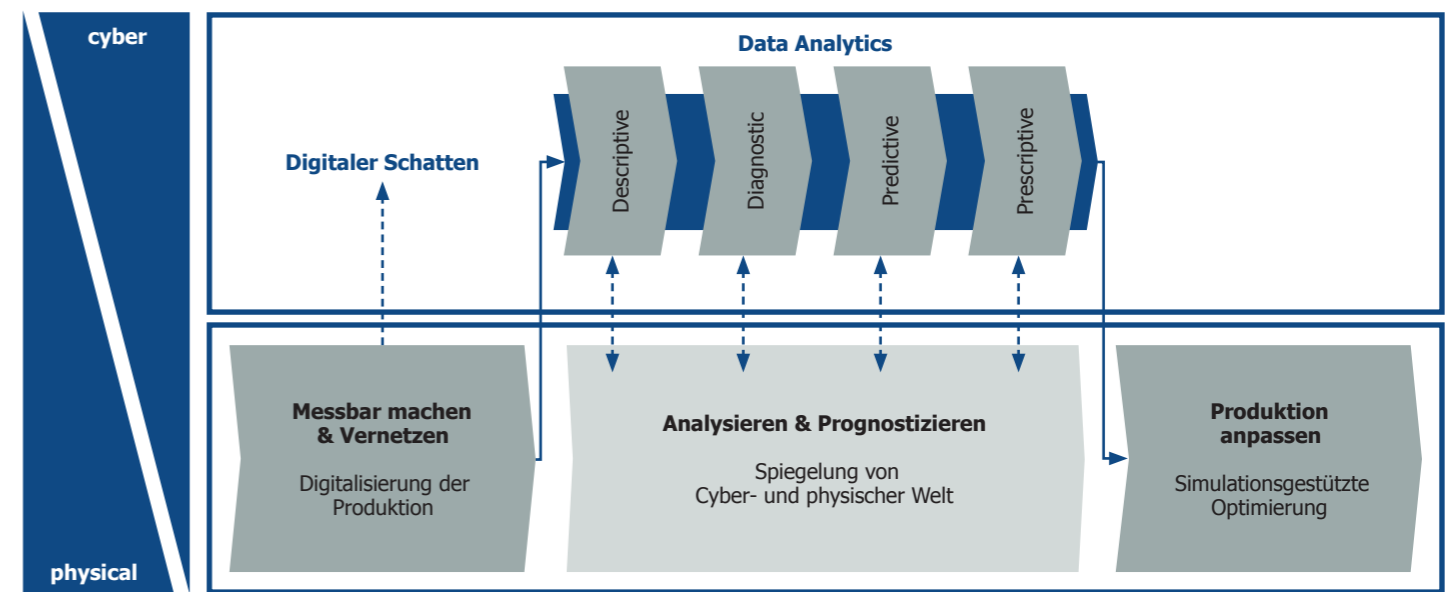 cyber
Data Analytics
Descriptive
Diagnostic
Predictive
Prescriptive
Digitaler Schatten
Messbar machen
& Vernetzen
Digitalisierung der
Produktion
Analysieren & Prognostizieren
Spiegelung von
Cyber- und physischer Welt
Produktion
anpassen
Simulationsgestützte
Optimierung
physical